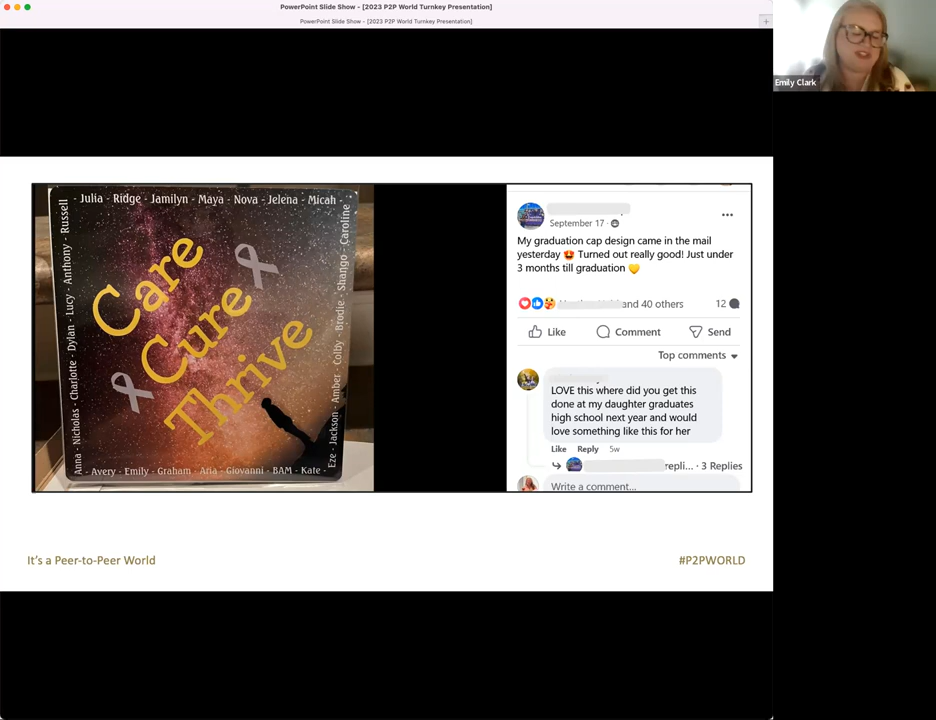 PowerPoint Slide Show - [2023 P2P World Turnkey Presentation]
PowerPoint Slide Show - [2023 P2P World Turnkey Presentation]
Emily Clark
- Julia - Ridge - Jamilyn - Maya - Nova - Jelena - Micah -
Anna - Nicholas - Charlotte - Dylan - Lucy - Anthony - Russell
Care
Cure
Thrive
Eze - Jackson - Amber - Colby - Brodie - Shango - Caroline
- Avery - Emily - Graham - Aria - Giovanni - BAM - Kate -
September 17
My graduation cap design came in the mail
yesterday 😍 Turned out really good! Just under
3 months till graduation 💛
and 40 others 12
Like Comment Send
Top comments
LOVE this where did you get this
done at my daughter graduates
high school next year and would
love something like this for her
Like Reply 5w
repli... · 3 Replies
Write a comment...
It's a Peer-to-Peer World
#P2PWORLD